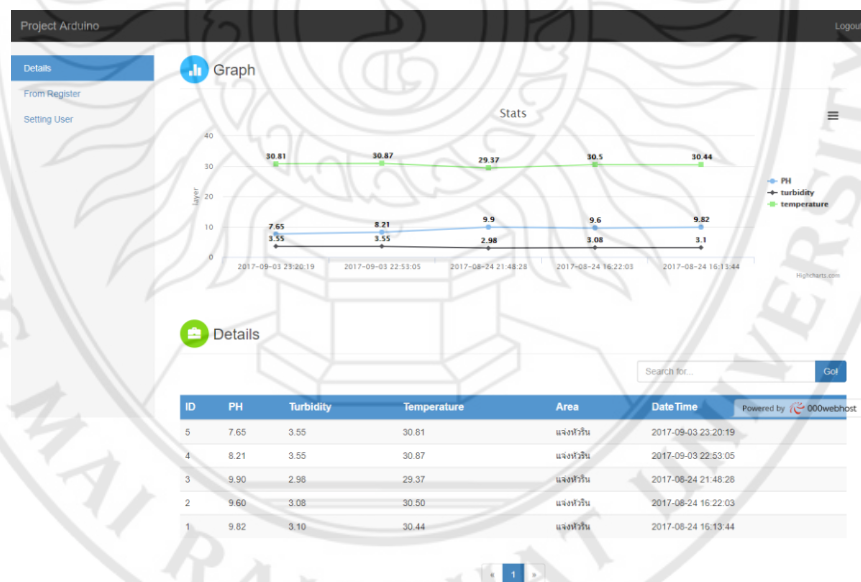 Project Arduino
Logout
Details
From Register
Setting User
Graph
Stats
40
30
20
10
0
layer
30.81 30.87 29.37 30.5 30.44
7.65 8.21 9.9 9.6 9.82
3.55 3.55 2.98 3.08 3.1
2017-09-03 23:20:19 2017-09-03 22:53:05 2017-08-24 21:48:28 2017-08-24 16:22:03 2017-08-24 16:13:44
PH
turbidity
temperature
Highcharts.com
Details
Search for... Go!
ID PH Turbidity Temperature Area DateTime
Powered by 000webhost
5 7.65 3.55 30.81 แจ่งหัวริน 2017-09-03 23:20:19
4 8.21 3.55 30.87 แจ่งหัวริน 2017-09-03 22:53:05
3 9.90 2.98 29.37 แจ่งหัวริน 2017-08-24 21:48:28
2 9.60 3.08 30.50 แจ่งหัวริน 2017-08-24 16:22:03
1 9.82 3.10 30.44 แจ่งหัวริน 2017-08-24 16:13:44
« 1 »
MAI
UNIVERSITY